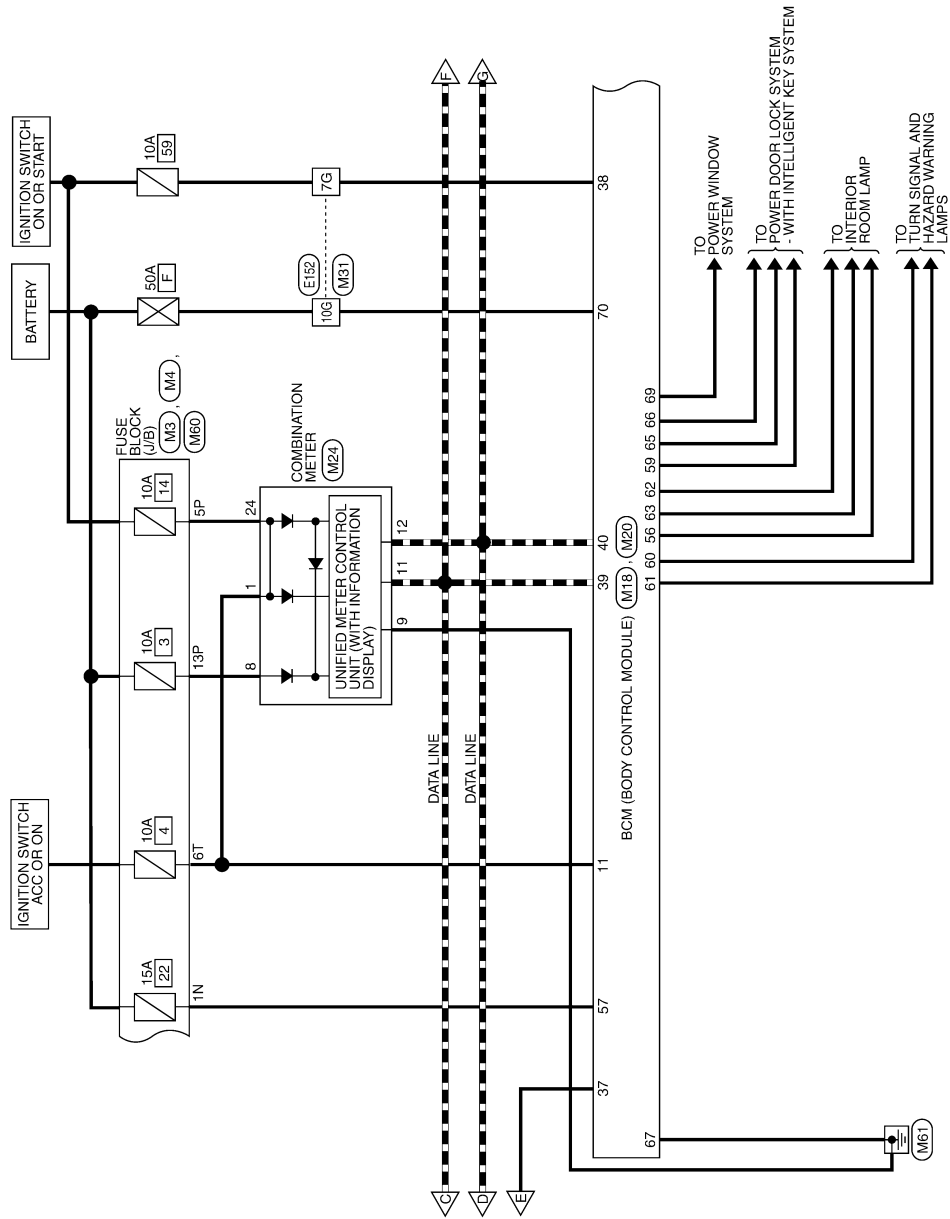 IGNITION SWITCH
ACC OR ON
BATTERY
IGNITION SWITCH
ON OR START
15A
22
10A
4
10A
3
10A
14
FUSE
BLOCK
(J/B)
M3 , M4 ,
M60
50A
F
10A
59
1N
6T
13P
5P
10G
E152
M31
7G
8
1
24
COMBINATION
METER
M24
UNIFIED METER CONTROL
UNIT (WITH INFORMATION
DISPLAY)
9
11
12
C
DATA LINE
F
D
DATA LINE
G
E
37
57
11
39
40
70
38
BCM (BODY CONTROL MODULE)
M18 , M20
67
61
60
56
63
62
59
65
66
69
TO
POWER WINDOW
SYSTEM
TO
POWER DOOR LOCK SYSTEM
- WITH INTELLIGENT KEY SYSTEM
TO
INTERIOR
ROOM LAMP
TO
TURN SIGNAL AND
HAZARD WARNING
LAMPS
M61